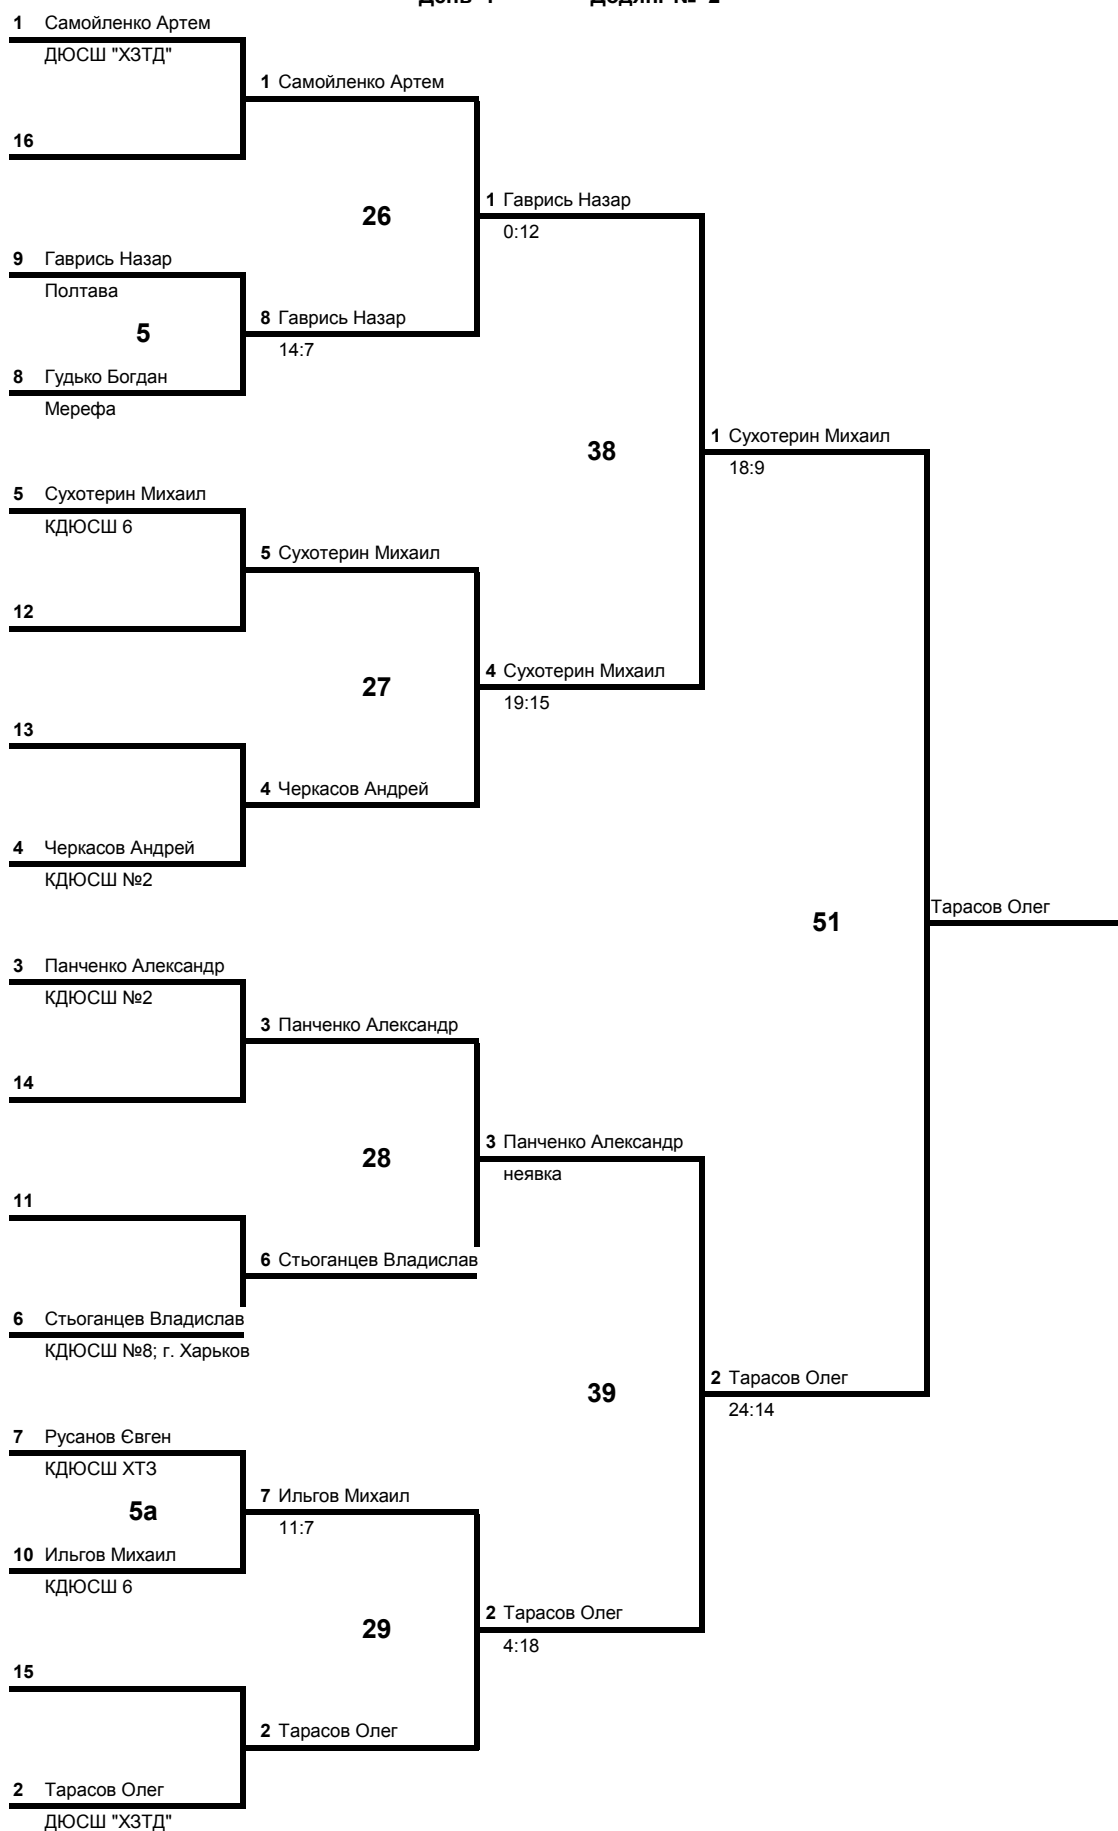 1 Самойленко Артем
ДЮСШ "ХЗТД"
1 Самойленко Артем
16
26
1 Гаврись Назар
0:12
9 Гаврись Назар
Полтава
8 Гаврись Назар
5
14:7
8 Гудько Богдан
Мерефа
38
1 Сухотерин Михаил
18:9
5 Сухотерин Михаил
КДЮСШ 6
5 Сухотерин Михаил
12
27
4 Сухотерин Михаил
19:15
13
4 Черкасов Андрей
4 Черкасов Андрей
КДЮСШ №2
51
Тарасов Олег
3 Панченко Александр
КДЮСШ №2
3 Панченко Александр
14
28
3 Панченко Александр
неявка
11
6 Стьоганцев Владислав
6 Стьоганцев Владислав
КДЮСШ №8; г. Харьков
39
2 Тарасов Олег
24:14
7 Русанов Євген
КДЮСШ ХТЗ
7 Ильгов Михаил
5а
11:7
10 Ильгов Михаил
КДЮСШ 6
29
2 Тарасов Олег
4:18
15
2 Тарасов Олег
2 Тарасов Олег
ДЮСШ "ХЗТД"